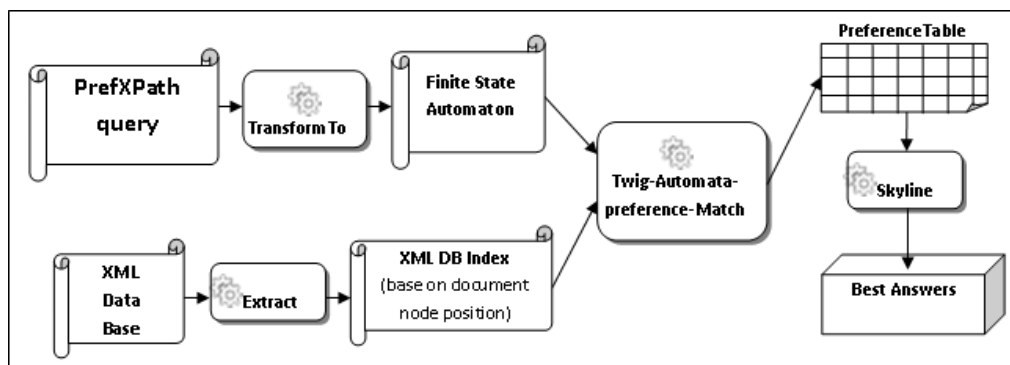 PrefXPath
query
Transform To
Finite State
Automaton
Twig-Automata-
preference-Match
PreferenceTable
Skyline
Best Answers
XML
Data
Base
Extract
XML DB Index
(base on document
node position)